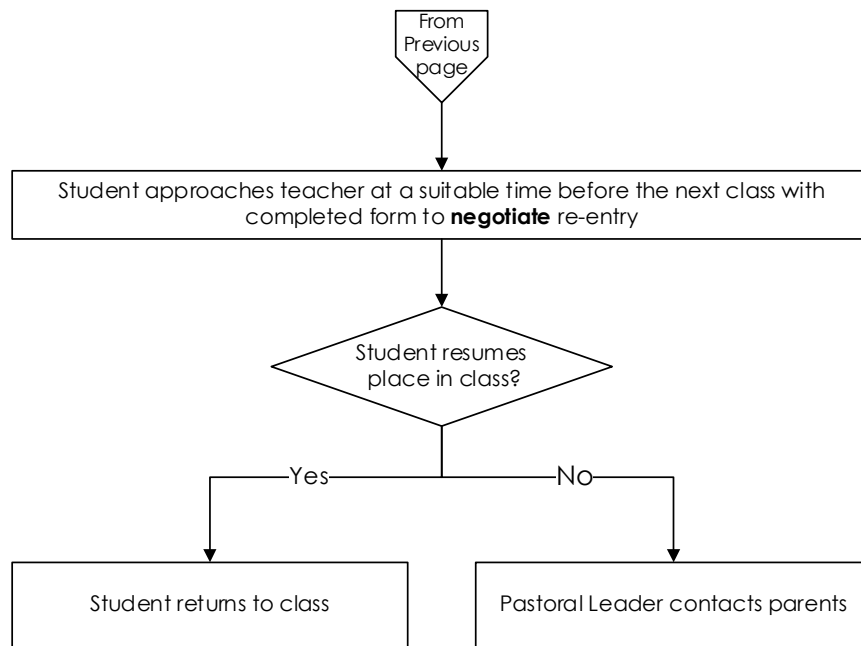 From
Previous
page
Student approaches teacher at a suitable time before the next class with
completed form to negotiate re-entry
Student resumes
place in class?
Yes
No
Student returns to class
Pastoral Leader contacts parents